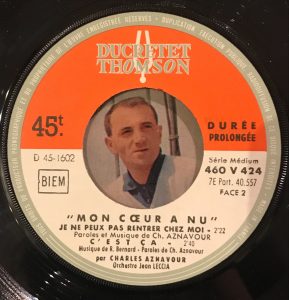 DUCRETET
THOMSON
45t.
DURÉE
PROLONGÉE
D 45-1602
Série Médium
460 V 424
BIEM
7E Part. 40.557
FACE 2
"MON CŒUR A NU"
JE NE PEUX PAS RENTRER CHEZ MOI - 2'22
Paroles et Musique de Ch. AZNAVOUR
C'EST ÇA - 2'40
Musique de R. Bernard - Paroles de Ch. Aznavour
par CHARLES AZNAVOUR
Orchestre Jean LECCIA